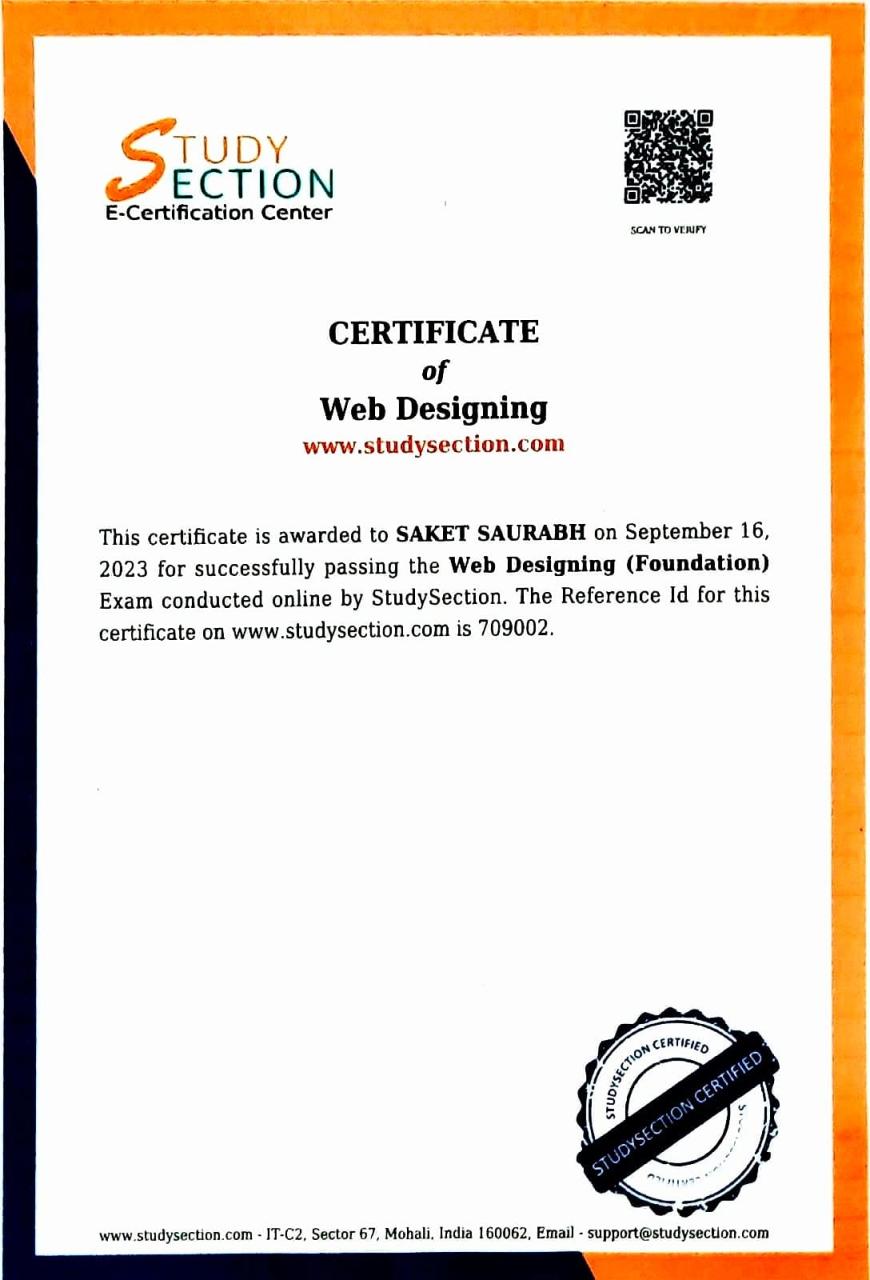 STUDY
SECTION
E-Certification Center
SCAN TO VERIFY
CERTIFICATE
of
Web Designing
www.studysection.com
This certificate is awarded to SAKET SAURABH on September 16,
2023 for successfully passing the Web Designing (Foundation)
Exam conducted online by StudySection. The Reference Id for this
certificate on www.studysection.com is 709002.
STUDYSECTION CERTIFIED
STUDYSECTION CERTIFIED
www.studysection.com - IT-C2, Sector 67, Mohali, India 160062, Email - support@studysection.com